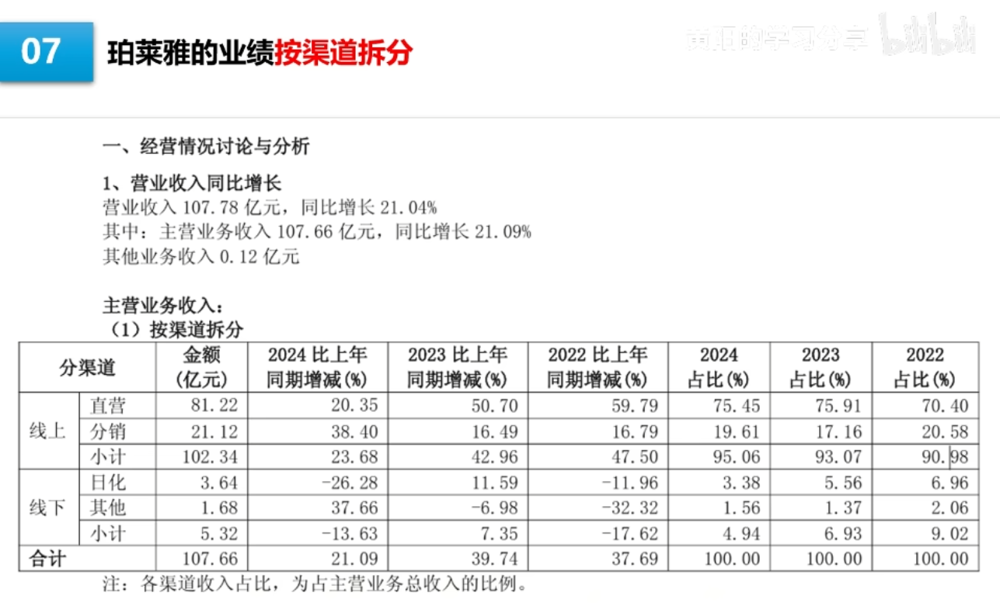 07
珀莱雅的业绩按渠道拆分
黄阳的学习分享 bilibili
一、经营情况讨论与分析
1、营业收入同比增长
营业收入 107.78 亿元，同比增长 21.04%
其中：主营业务收入 107.66 亿元，同比增长 21.09%
其他业务收入 0.12 亿元
主营业务收入：
（1）按渠道拆分
分渠道 金额(亿元) 2024 比上年同期增减(%) 2023 比上年同期增减(%) 2022 比上年同期增减(%) 2024占比(%) 2023占比(%) 2022占比(%)
线上 直营 81.22 20.35 50.70 59.79 75.45 75.91 70.40
分销 21.12 38.40 16.49 16.79 19.61 17.16 20.58
小计 102.34 23.68 42.96 47.50 95.06 93.07 90.98
线下 日化 3.64 -26.28 11.59 -11.96 3.38 5.56 6.96
其他 1.68 37.66 -6.98 -32.32 1.56 1.37 2.06
小计 5.32 -13.63 7.35 -17.62 4.94 6.93 9.02
合计 107.66 21.09 39.74 37.69 100.00 100.00 100.00
注：各渠道收入占比，为占主营业务总收入的比例。